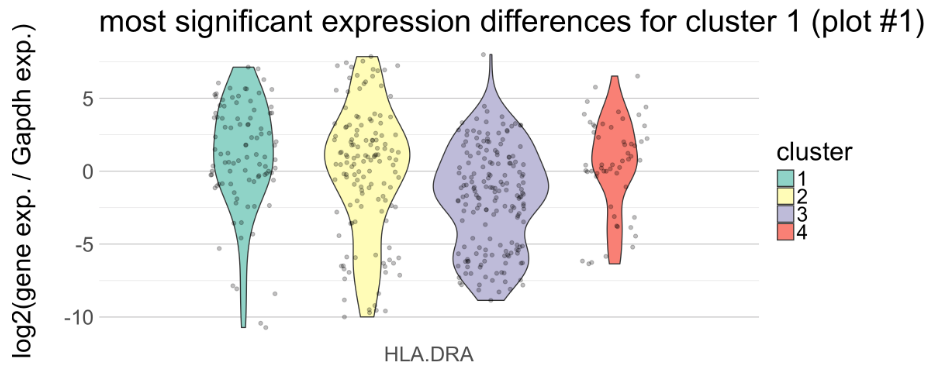 most significant expression differences for cluster 1 (plot #1)
log2(gene exp. / Gapdh exp.)
5
0
-5
-10
HLA.DRA
cluster
1
2
3
4